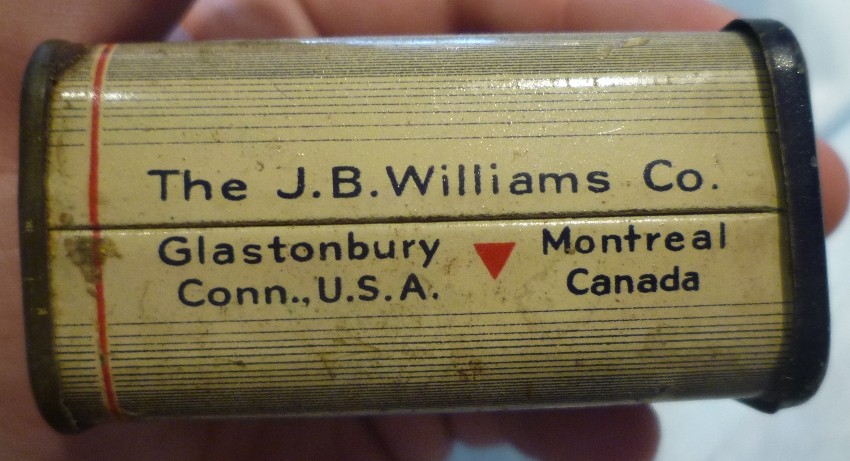 The J.B. Williams Co.
Glastonbury
Conn., U.S.A.
Montreal
Canada